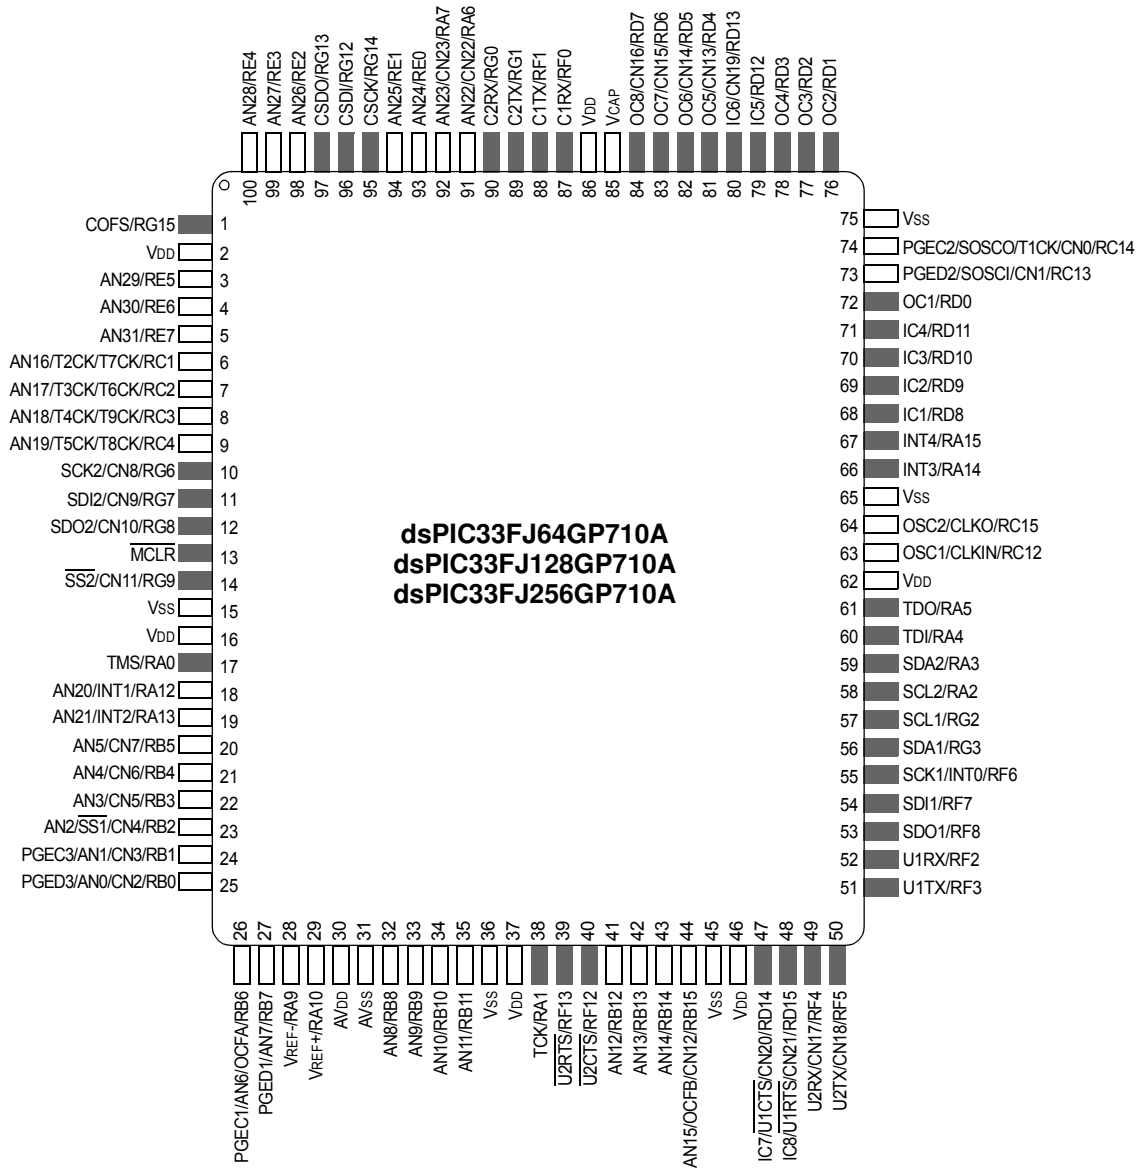 AN28/RE4
AN27/RE3
AN26/RE2
CSDO/RG13
CSDI/RG12
CSCK/RG14
AN25/RE1
AN24/RE0
AN23/CN23/RA7
AN22/CN22/RA6
C2RX/RG0
C2TX/RG1
C1TX/RF1
C1RX/RF0
VDD
VCAP
OC8/CN16/RD7
OC7/CN15/RD6
OC6/CN14/RD5
OC5/CN13/RD4
IC6/CN19/RD13
IC5/RD12
OC4/RD3
OC3/RD2
OC2/RD1
100 99 98 97 96 95 94 93 92 91 90 89 88 87 86 85 84 83 82 81 80 79 78 77 76
COFS/RG15 1
VDD 2
AN29/RE5 3
AN30/RE6 4
AN31/RE7 5
AN16/T2CK/T7CK/RC1 6
AN17/T3CK/T6CK/RC2 7
AN18/T4CK/T9CK/RC3 8
AN19/T5CK/T8CK/RC4 9
SCK2/CN8/RG6 10
SDI2/CN9/RG7 11
SDO2/CN10/RG8 12
MCLR 13
SS2/CN11/RG9 14
VSS 15
VDD 16
TMS/RA0 17
AN20/INT1/RA12 18
AN21/INT2/RA13 19
AN5/CN7/RB5 20
AN4/CN6/RB4 21
AN3/CN5/RB3 22
AN2/SS1/CN4/RB2 23
PGEC3/AN1/CN3/RB1 24
PGED3/AN0/CN2/RB0 25
dsPIC33FJ64GP710A
dsPIC33FJ128GP710A
dsPIC33FJ256GP710A
75 VSS
74 PGEC2/SOSCO/T1CK/CN0/RC14
73 PGED2/SOSCI/CN1/RC13
72 OC1/RD0
71 IC4/RD11
70 IC3/RD10
69 IC2/RD9
68 IC1/RD8
67 INT4/RA15
66 INT3/RA14
65 VSS
64 OSC2/CLKO/RC15
63 OSC1/CLKIN/RC12
62 VDD
61 TDO/RA5
60 TDI/RA4
59 SDA2/RA3
58 SCL2/RA2
57 SCL1/RG2
56 SDA1/RG3
55 SCK1/INT0/RF6
54 SDI1/RF7
53 SDO1/RF8
52 U1RX/RF2
51 U1TX/RF3
26 27 28 29 30 31 32 33 34 35 36 37 38 39 40 41 42 43 44 45 46 47 48 49 50
PGEC1/AN6/OCFA/RB6
PGED1/AN7/RB7
VREF-/RA9
VREF+/RA10
AVDD
AVSS
AN8/RB8
AN9/RB9
AN10/RB10
AN11/RB11
VSS
VDD
TCK/RA1
U2RTS/RF13
U2CTS/RF12
AN12/RB12
AN13/RB13
AN14/RB14
AN15/OCFB/CN12/RB15
VSS
VDD
IC7/U1CTS/CN20/RD14
IC8/U1RTS/CN21/RD15
U2RX/CN17/RF4
U2TX/CN18/RF5